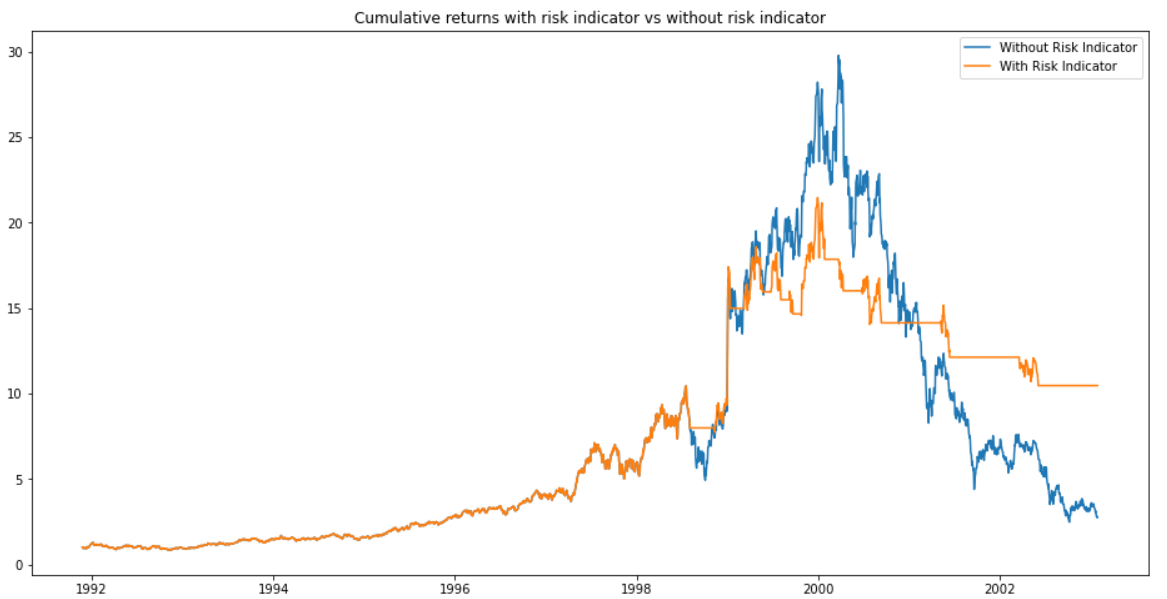 Cumulative returns with risk indicator vs without risk indicator
Without Risk Indicator
With Risk Indicator
30
25
20
15
10
5
0
1992 1994 1996 1998 2000 2002